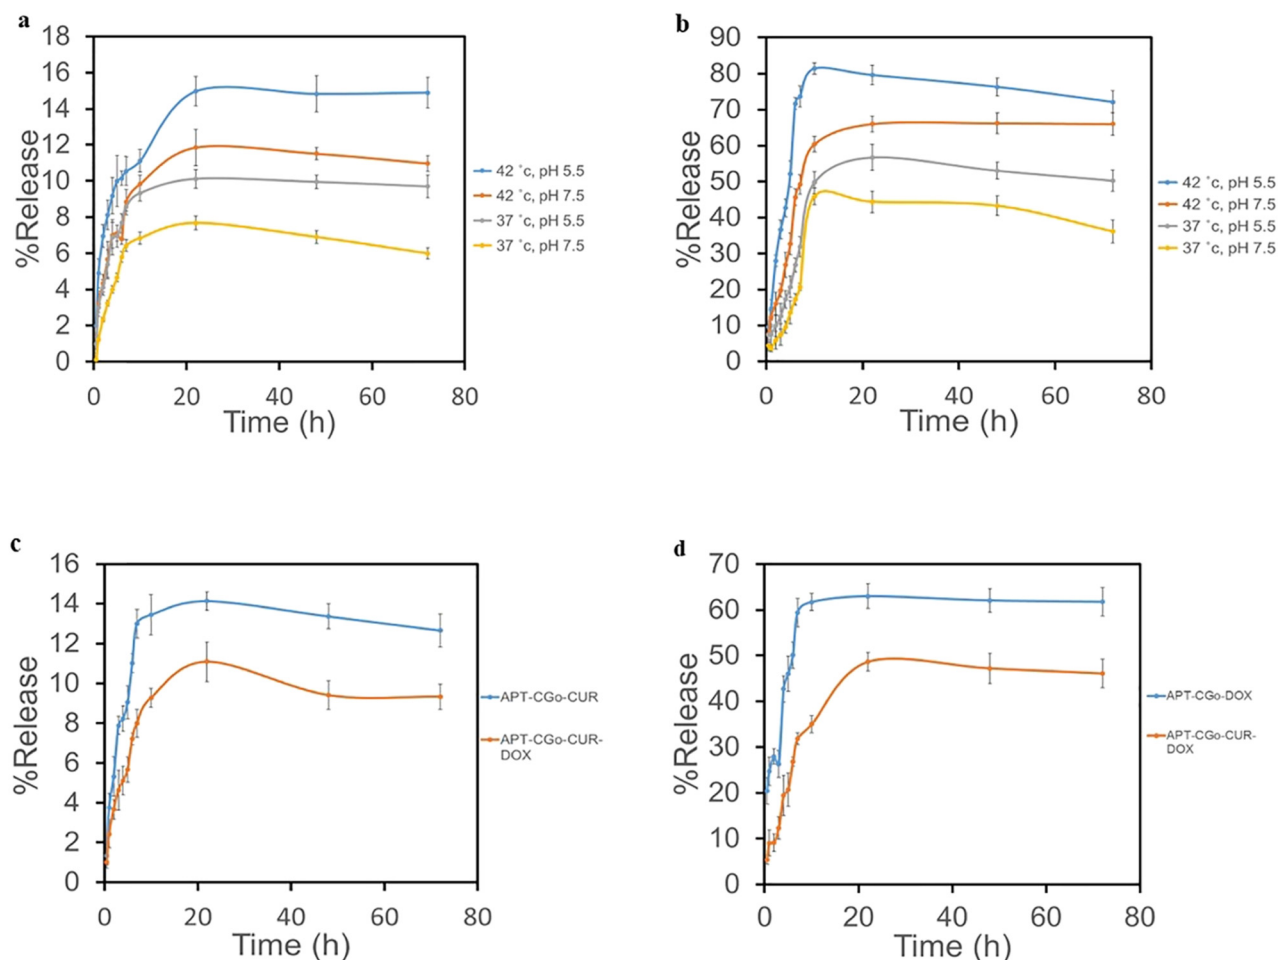 a
18
16
14
12
10
8
6
4
2
0
%Release
0 20 40 60 80
Time (h)
42 ˚c, pH 5.5
42 ˚c, pH 7.5
37 ˚c, pH 5.5
37 ˚c, pH 7.5
b
90
80
70
60
50
40
30
20
10
0
%Release
0 20 40 60 80
Time (h)
42 ˚c, pH 5.5
42 ˚c, pH 7.5
37 ˚c, pH 5.5
37 ˚c, pH 7.5
c
16
14
12
10
8
6
4
2
0
%Release
0 20 40 60 80
Time (h)
APT-CGo-CUR
APT-CGo-CUR-
DOX
d
70
60
50
40
30
20
10
0
%Release
0 20 40 60 80
Time (h)
APT-CGo-DOX
APT-CGo-CUR-
DOX